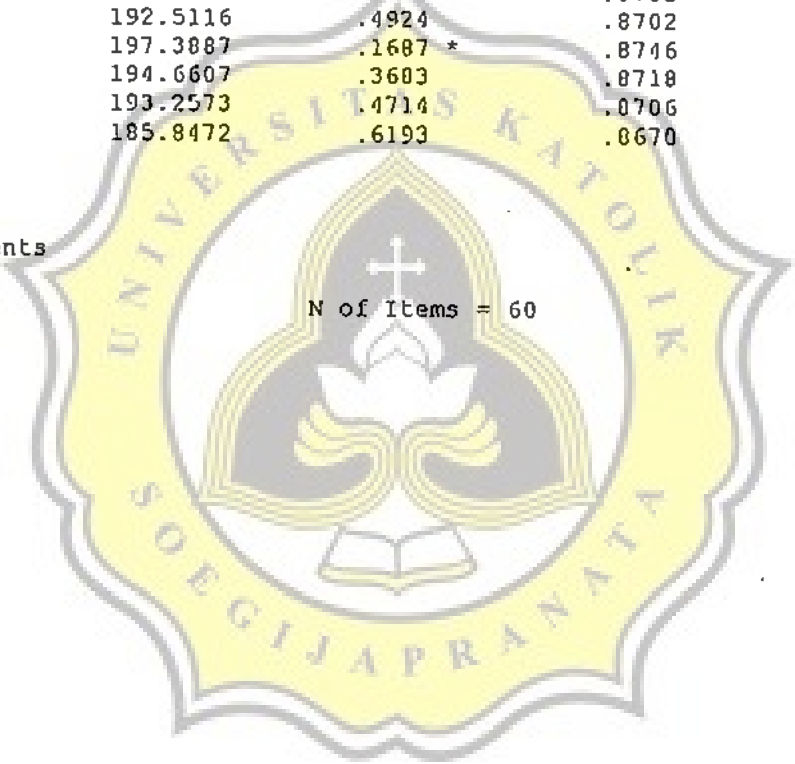 192.5116 .4924 .8702
197.3887 .1687 * .8746
194.6607 .3603 .8718
193.2573 .4714 .8706
185.8472 .6193 .8670
N of Items = 60
UNIVERSITAS KATOLIK
SOEGIJAPRANATA